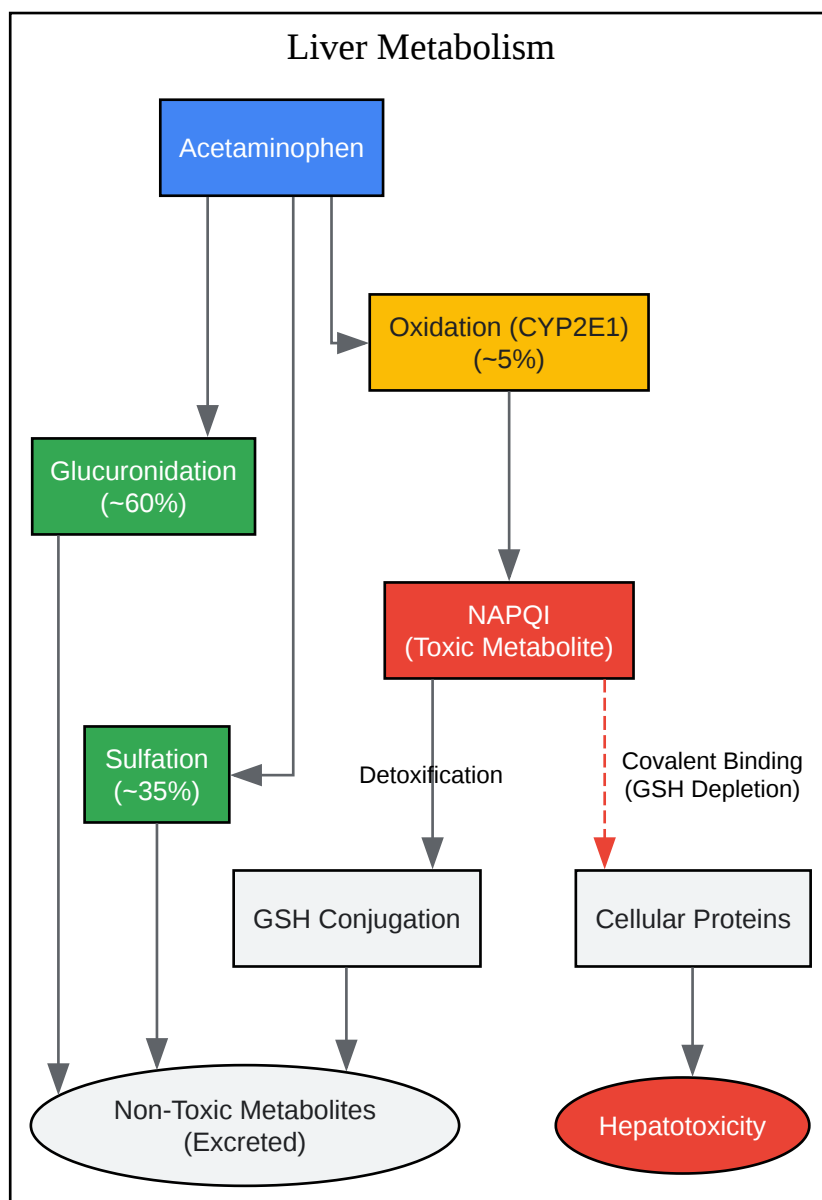 Liver Metabolism
Acetaminophen
Oxidation (CYP2E1)
(~5%)
Glucuronidation
(~60%)
NAPQI
(Toxic Metabolite)
Sulfation
(~35%)
Detoxification
Covalent Binding
(GSH Depletion)
GSH Conjugation
Cellular Proteins
Non-Toxic Metabolites
(Excreted)
Hepatotoxicity